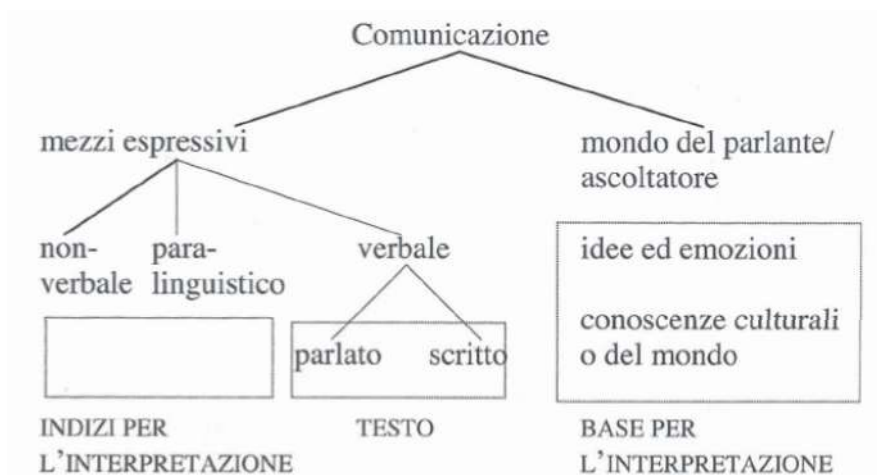 Comunicazione
mezzi espressivi
mondo del parlante/
ascoltatore
non-
verbale
para-
linguistico
verbale
parlato
scritto
idee ed emozioni
conoscenze culturali
o del mondo
INDIZI PER
L'INTERPRETAZIONE
TESTO
BASE PER
L'INTERPRETAZIONE